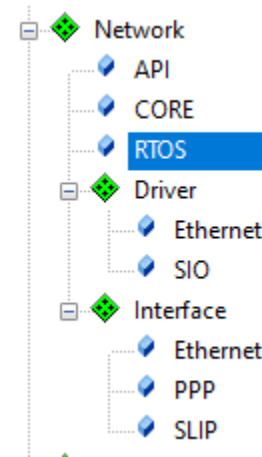 Network
API
CORE
RTOS
Driver
Ethernet
SIO
Interface
Ethernet
PPP
SLIP